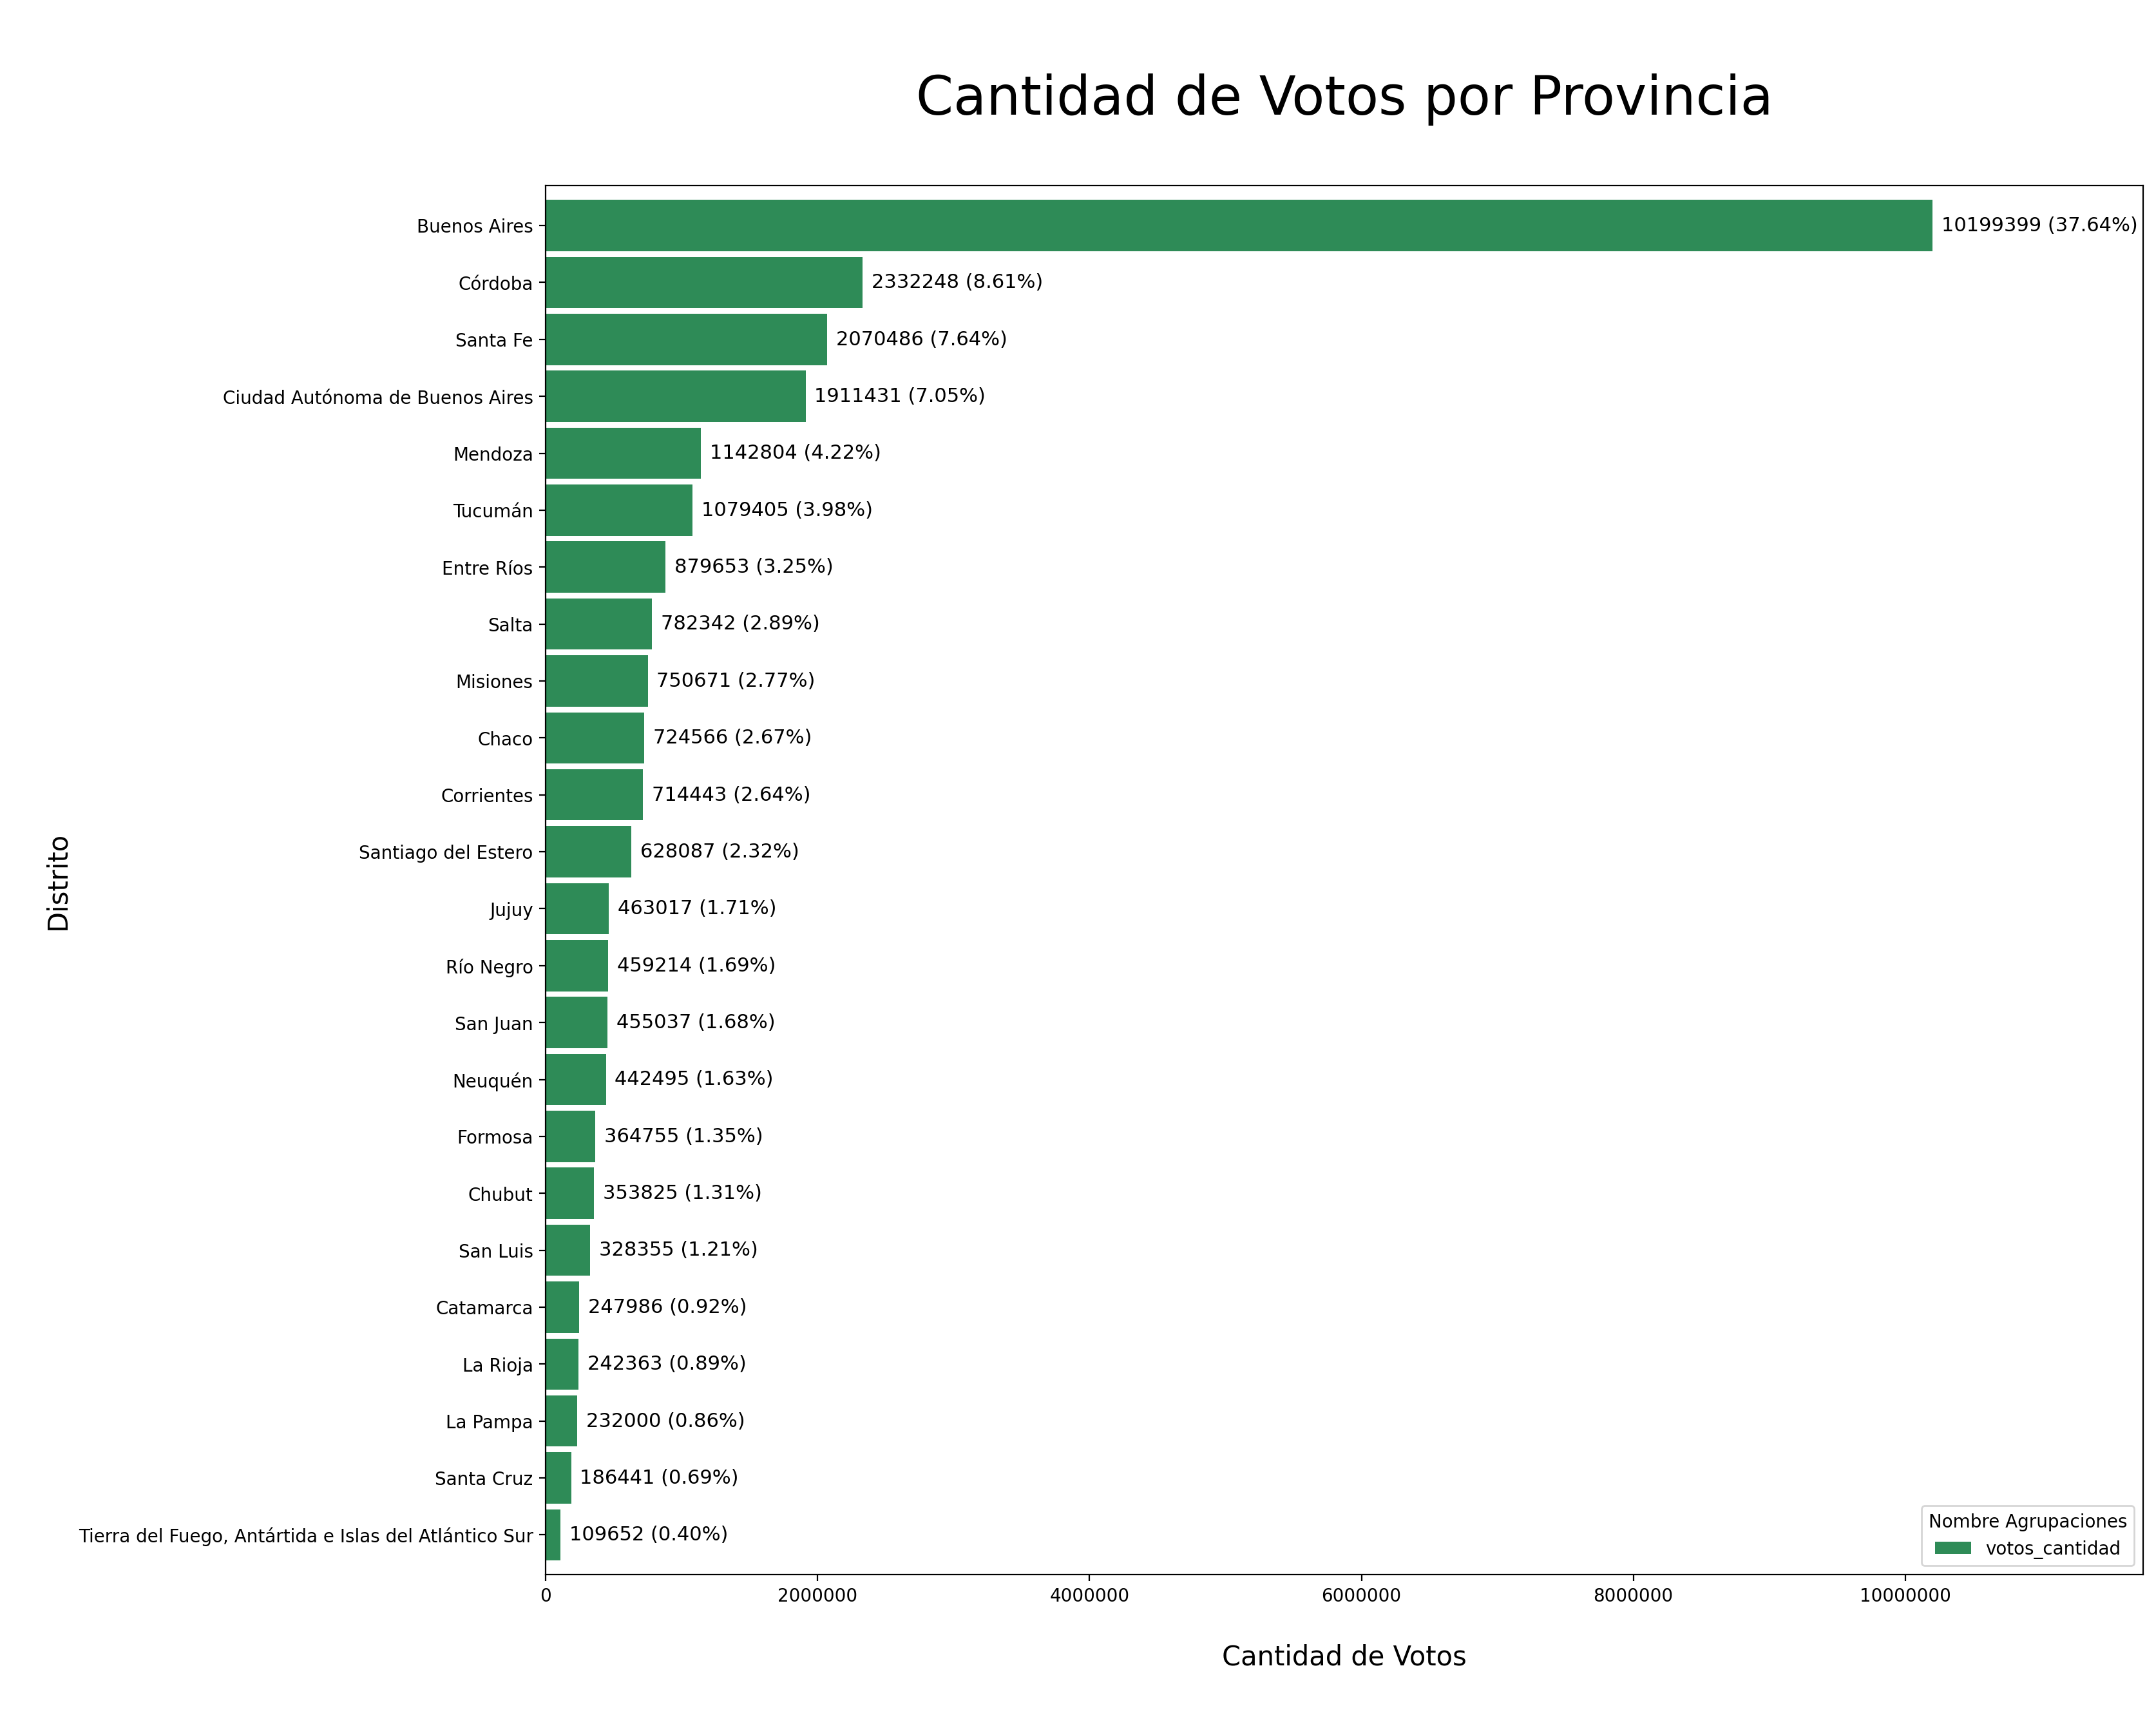 Cantidad de Votos por Provincia
Distrito
Buenos Aires 10199399 (37.64%)
Córdoba 2332248 (8.61%)
Santa Fe 2070486 (7.64%)
Ciudad Autónoma de Buenos Aires 1911431 (7.05%)
Mendoza 1142804 (4.22%)
Tucumán 1079405 (3.98%)
Entre Ríos 879653 (3.25%)
Salta 782342 (2.89%)
Misiones 750671 (2.77%)
Chaco 724566 (2.67%)
Corrientes 714443 (2.64%)
Santiago del Estero 628087 (2.32%)
Jujuy 463017 (1.71%)
Río Negro 459214 (1.69%)
San Juan 455037 (1.68%)
Neuquén 442495 (1.63%)
Formosa 364755 (1.35%)
Chubut 353825 (1.31%)
San Luis 328355 (1.21%)
Catamarca 247986 (0.92%)
La Rioja 242363 (0.89%)
La Pampa 232000 (0.86%)
Santa Cruz 186441 (0.69%)
Tierra del Fuego, Antártida e Islas del Atlántico Sur 109652 (0.40%)
Nombre Agrupaciones
votos_cantidad
0 2000000 4000000 6000000 8000000 10000000
Cantidad de Votos